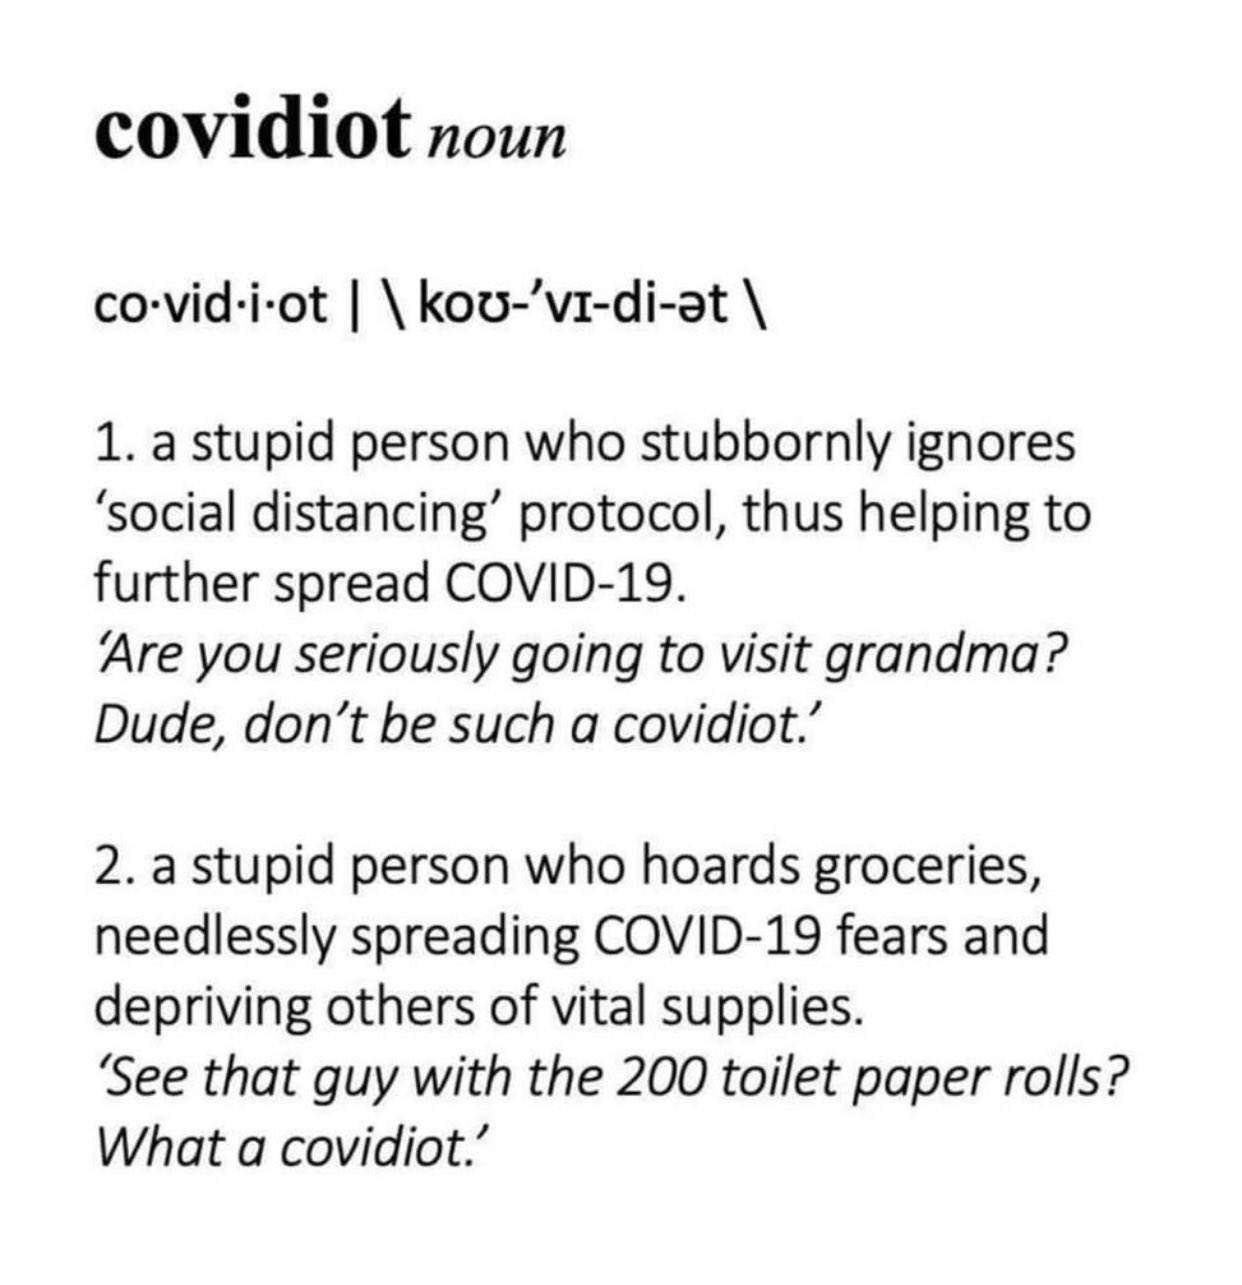 covidiot noun
co·vid·i·ot | \ koʊ-’vɪ-di-ət \
1. a stupid person who stubbornly ignores
‘social distancing’ protocol, thus helping to
further spread COVID-19.
‘Are you seriously going to visit grandma?
Dude, don’t be such a covidiot.’
2. a stupid person who hoards groceries,
needlessly spreading COVID-19 fears and
depriving others of vital supplies.
‘See that guy with the 200 toilet paper rolls?
What a covidiot.’